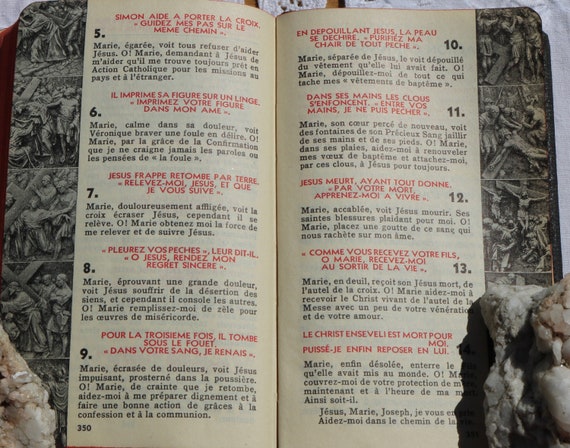 SIMON AIDE A PORTER LA CROIX.
« GUIDEZ MES PAS SUR LE
MEME CHEMIN ».
5.
Marie, égarée, voit tous refuser d'aider
Jésus. O! Marie, demandant à Jésus de
m'aider qu'il me trouve toujours prêt en
Action Catholique pour les missions au
pays et à l'étranger.
IL IMPRIME SA FIGURE SUR UN LINGE.
« IMPRIMEZ VOTRE FIGURE
DANS MON AME ».
6.
Marie, calme dans sa douleur, voit
Véronique braver une foule en délire. O!
Marie, par la grâce de la Confirmation
que je ne craigne jamais les paroles ou
les pensées de « la foule ».
JESUS FRAPPE RETOMBE PAR TERRE.
« RELEVEZ-MOI, JESUS, ET QUE
JE VOUS SUIVE ».
7.
Marie, douloureusement affligée, voit la
croix écraser Jésus, cependant il se
relève. O! Marie obtenez moi la force de
me relever et de suivre Jésus.
« PLEUREZ VOS PECHES », LEUR DIT-IL.
« O JESUS, RENDEZ MON
REGRET SINCERE ».
8.
Marie, éprouvant une grande douleur,
voit Jésus souffrir de la désertion des
siens, et cependant il console les autres.
O! Marie remplissez-moi de zèle pour
les œuvres de miséricorde.
POUR LA TROISIEME FOIS, IL TOMBE
SOUS LE FOUET.
« DANS VOTRE SANG, JE RENAIS ».
9.
Marie, écrasée de douleurs, voit Jésus
impuisant, prosterné dans la poussière.
O! Marie, de crainte que je retombe,
aidez-moi à me préparer dignement et à
faire une bonne action de grâces à la
confession et à la communion.
350
EN DEPOUILLANT JESUS, LA PEAU
SE DECHIRE. « PURIFIEZ MA
CHAIR DE TOUT PECHE ».
10.
Marie, séparée de Jésus, le voit dépouillé
du vêtement qu'elle lui avait fait. O!
Marie, dépouillez-moi de tout ce qui
tache mes « vêtements de baptême ».
DANS SES MAINS LES CLOUS
S'ENFONCENT. « ENTRE VOS
MAINS, JE NE PUIS PECHER ».
11.
Marie, son cœur percé de nouveau, voit
des fontaines de son Précieux Sang jaillir
de ses mains et de ses pieds. O! Marie,
dans ses plaies, aidez-moi à renouveler
mes vœux de baptême et attachez-moi,
par ces clous, à Jésus pour toujours.
JESUS MEURT, AYANT TOUT DONNE.
« PAR VOTRE MORT,
APPRENEZ-MOI A VIVRE ».
12.
Marie, accablée, voit Jésus mourir. Ses
saintes blessures plaidant pour moi. O!
Marie, placez une goutte de ce sang qui
nous rachète sur mon âme.
« COMME VOUS RECEVEZ VOTRE FILS,
O MARIE, RECEVEZ-MOI
AU SORTIR DE LA VIE ».
13.
Marie, en deuil, reçoit son Jésus mort, de
l'autel de la croix. O! Marie aidez-moi à
recevoir le Christ vivant de l'autel de la
Messe avec un peu de votre vénération
et de votre amour.
LE CHRIST ENSEVELI EST MORT POUR
MOI.
PUISSÉ-JE ENFIN REPOSER EN LUI.
14.
Marie, enfin désolée, enterre le Fils
qu'elle avait mis au monde. O! Marie,
couvrez-moi de votre protection de mère,
maintenant et à l'heure de ma mort.
Ainsi soit-il.
Jésus, Marie, Joseph, je vous en prie
Aidez-moi dans le chemin de la vie.